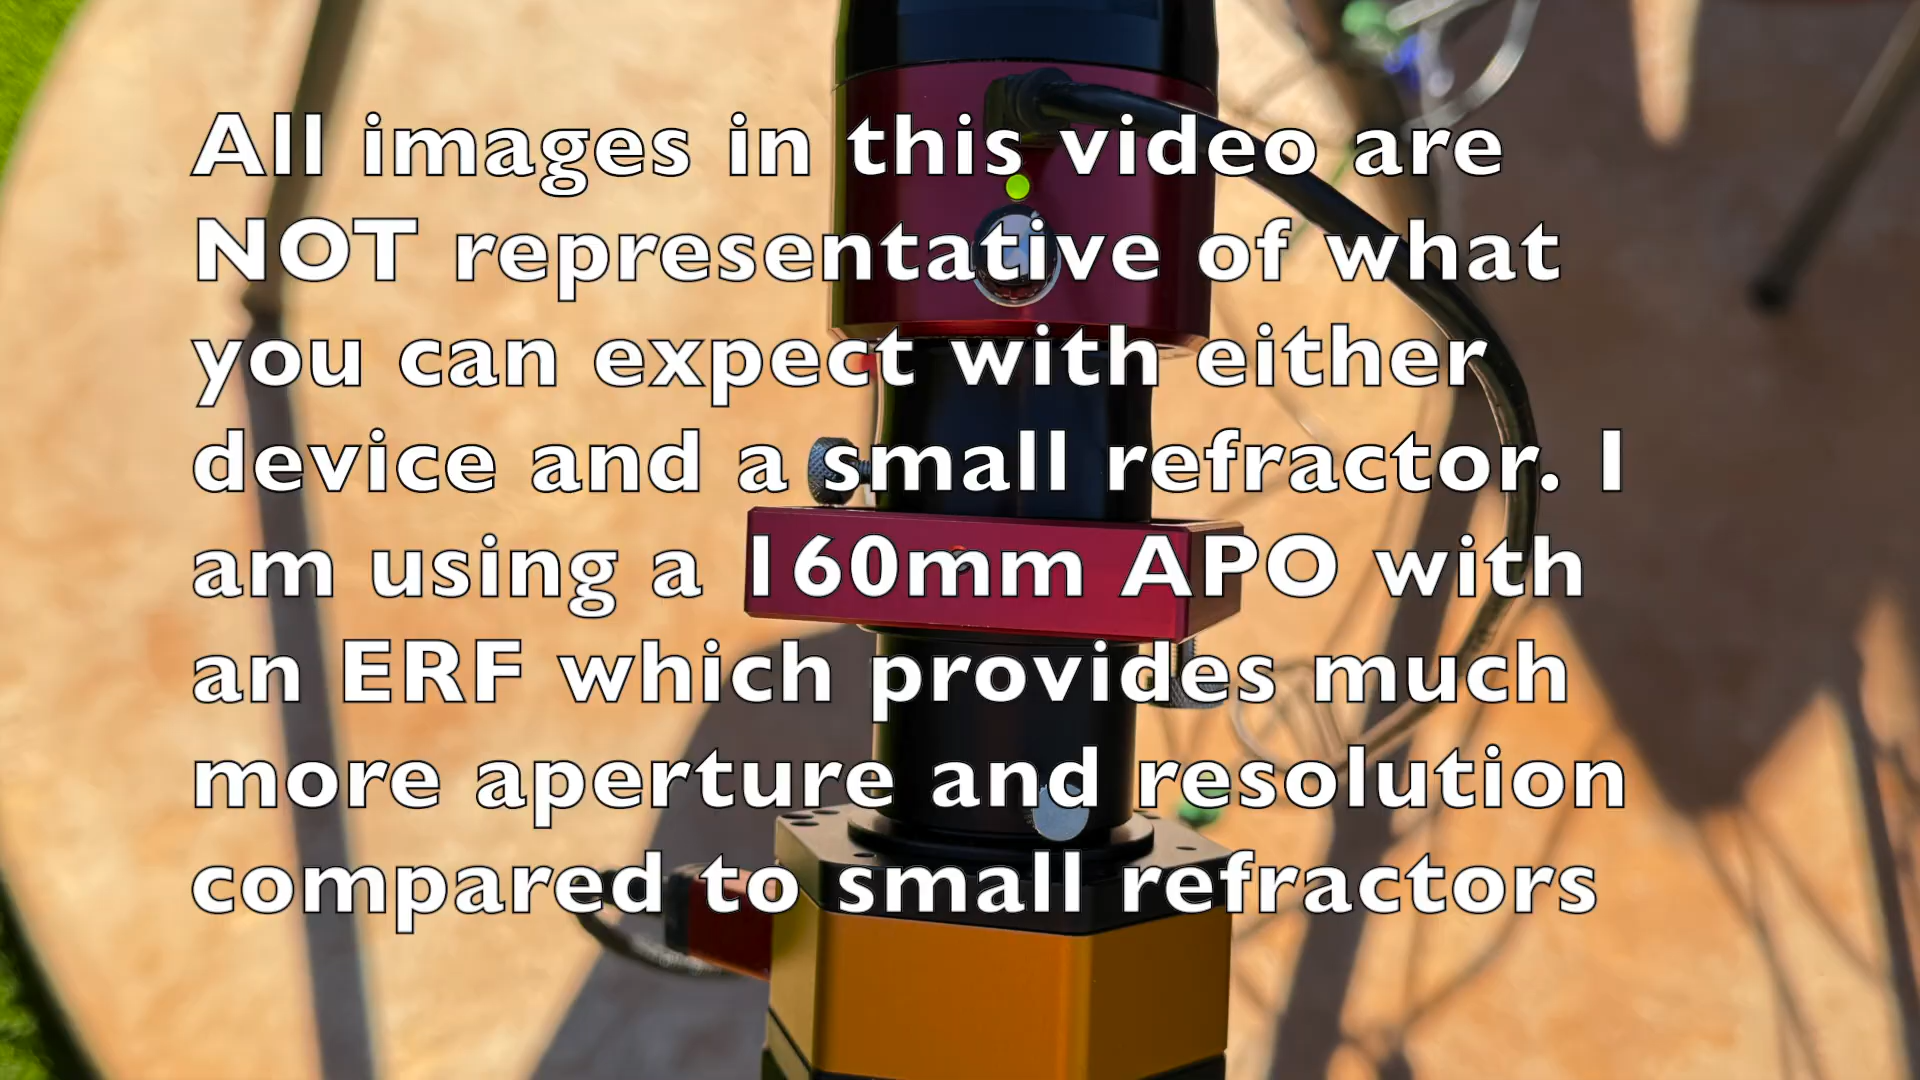 All images in this video are
NOT representative of what
you can expect with either
device and a small refractor. I
am using a 160mm APO with
an ERF which provides much
more aperture and resolution
compared to small refractors